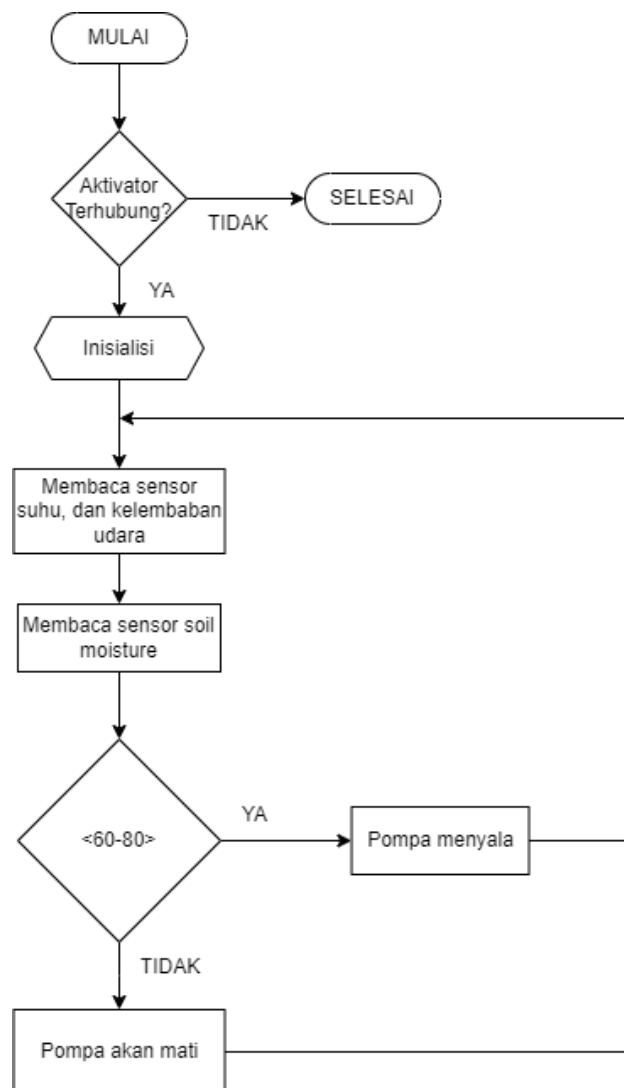 MULAI
Aktivator
Terhubung?
TIDAK
SELESAI
YA
Inisialisi
Membaca sensor
suhu, dan kelembaban
udara
Membaca sensor soil
moisture
<60-80>
YA
Pompa menyala
TIDAK
Pompa akan mati